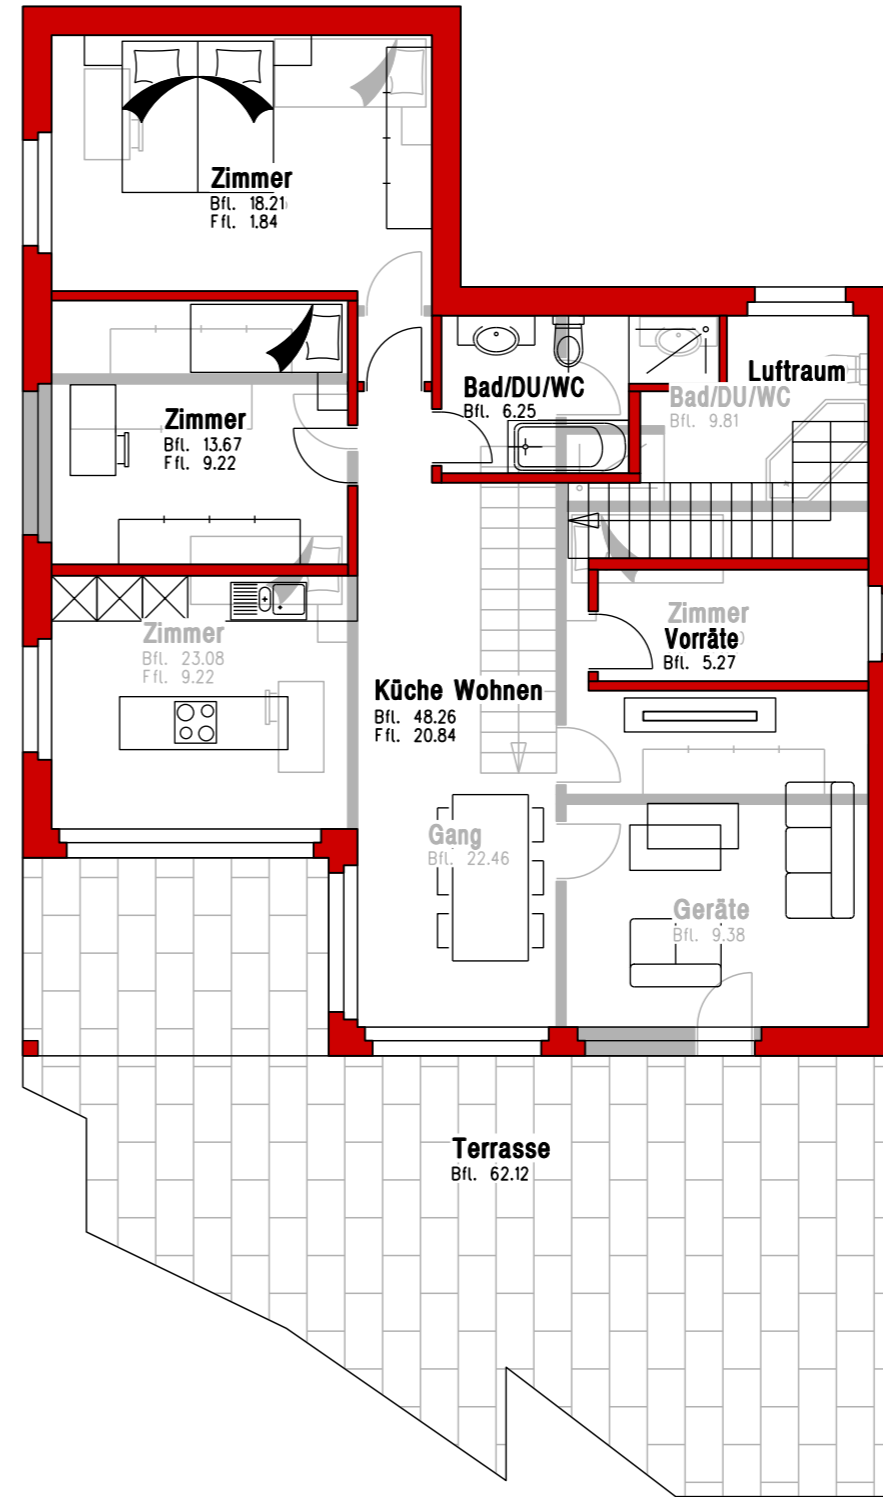 Zimmer
Bfl. 18.21
Ffl. 1.84
Luftraum
Bad/DU/WC
Bfl. 6.25
Bad/DU/WC
Bfl. 9.81
Zimmer
Bfl. 13.67
Ffl. 9.22
Zimmer
Vorräte
Bfl. 5.27
Zimmer
Bfl. 23.08
Ffl. 9.22
Küche Wohnen
Bfl. 48.26
Ffl. 20.84
Gang
Bfl. 22.46
Geräte
Bfl. 9.38
Terrasse
Bfl. 62.12